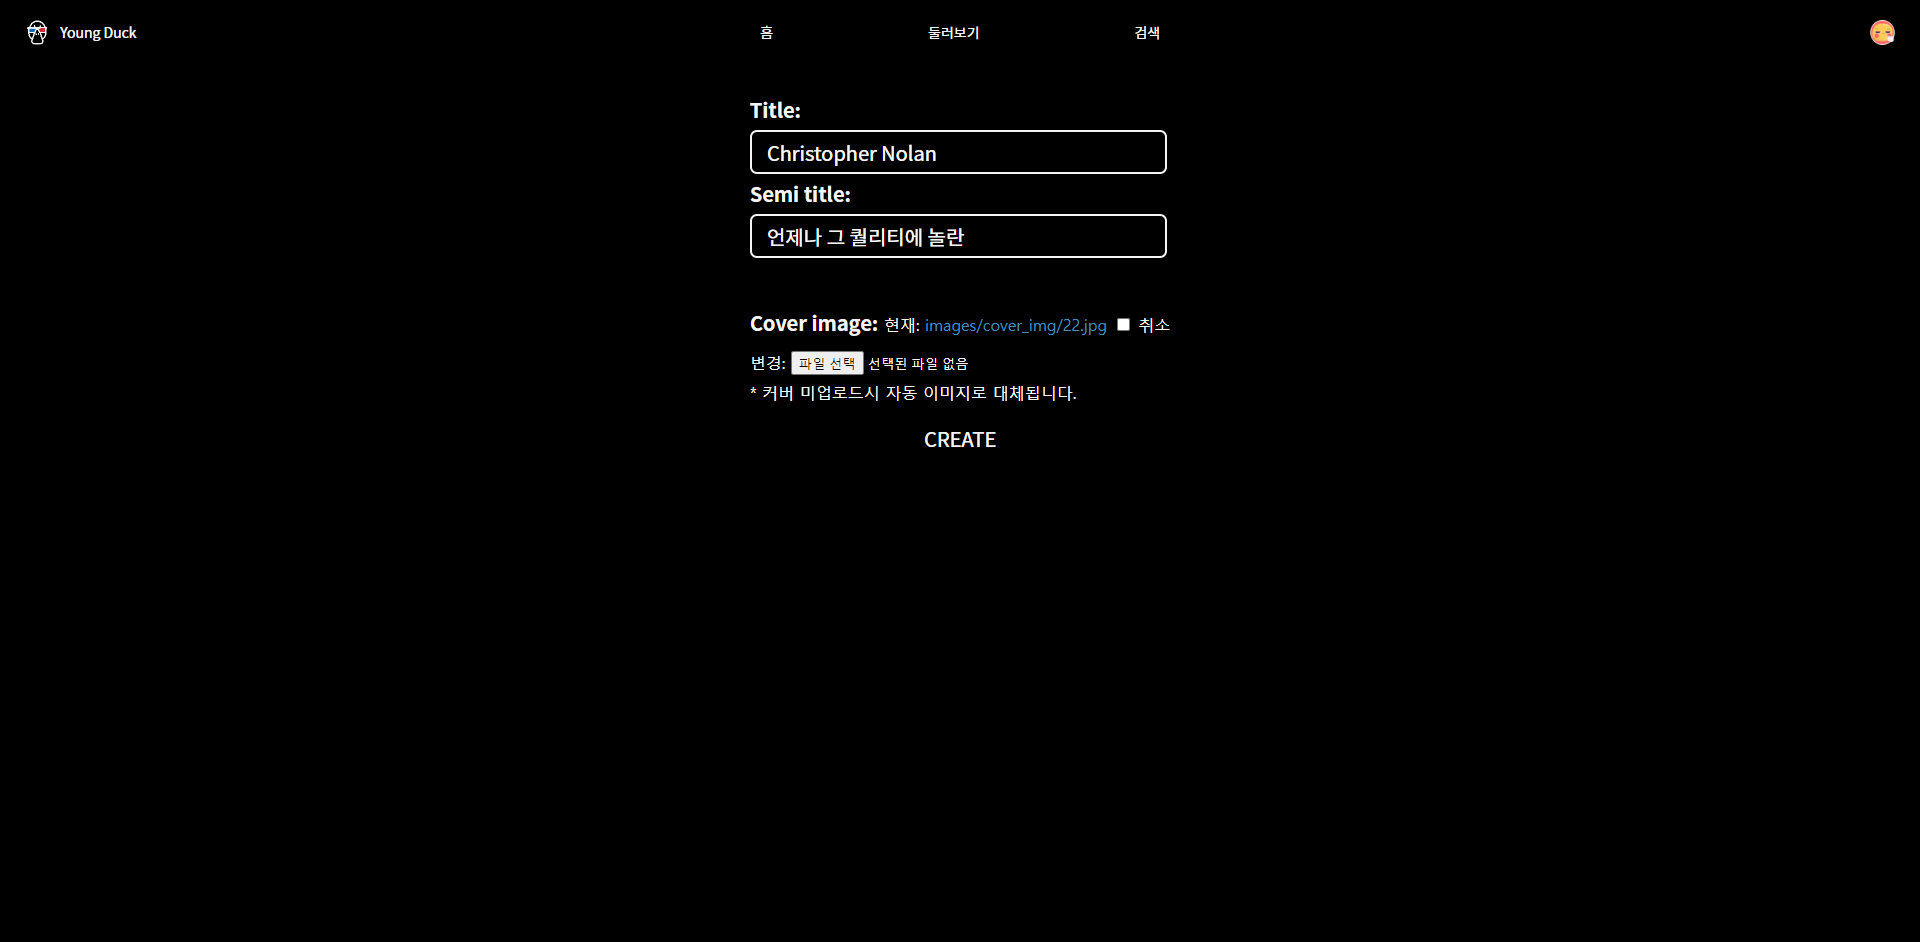 Young Duck 홈 둘러보기 검색
Title:
Christopher Nolan
Semi title:
언제나 그 퀄리티에 놀란
Cover image: 현재: images/cover_img/22.jpg 취소
변경: 파일 선택 선택된 파일 없음
* 커버 미업로드시 자동 이미지로 대체됩니다.
CREATE